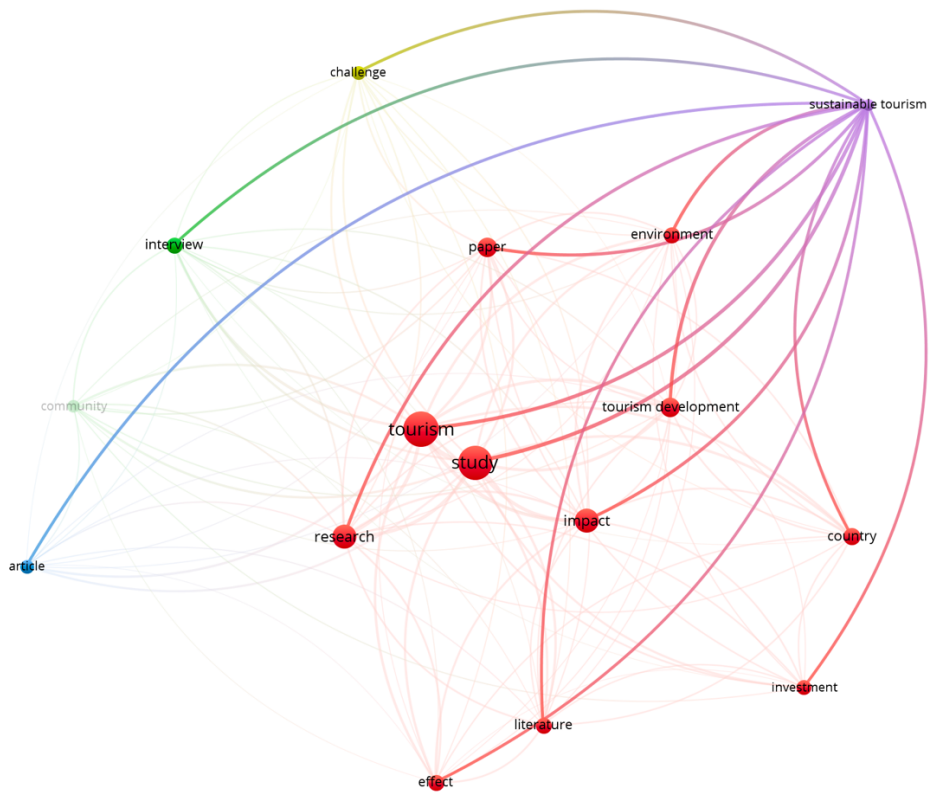 challenge
sustainable tourism
interview
paper
environment
community
tourism
tourism development
study
impact
research
country
article
investment
literature
effect